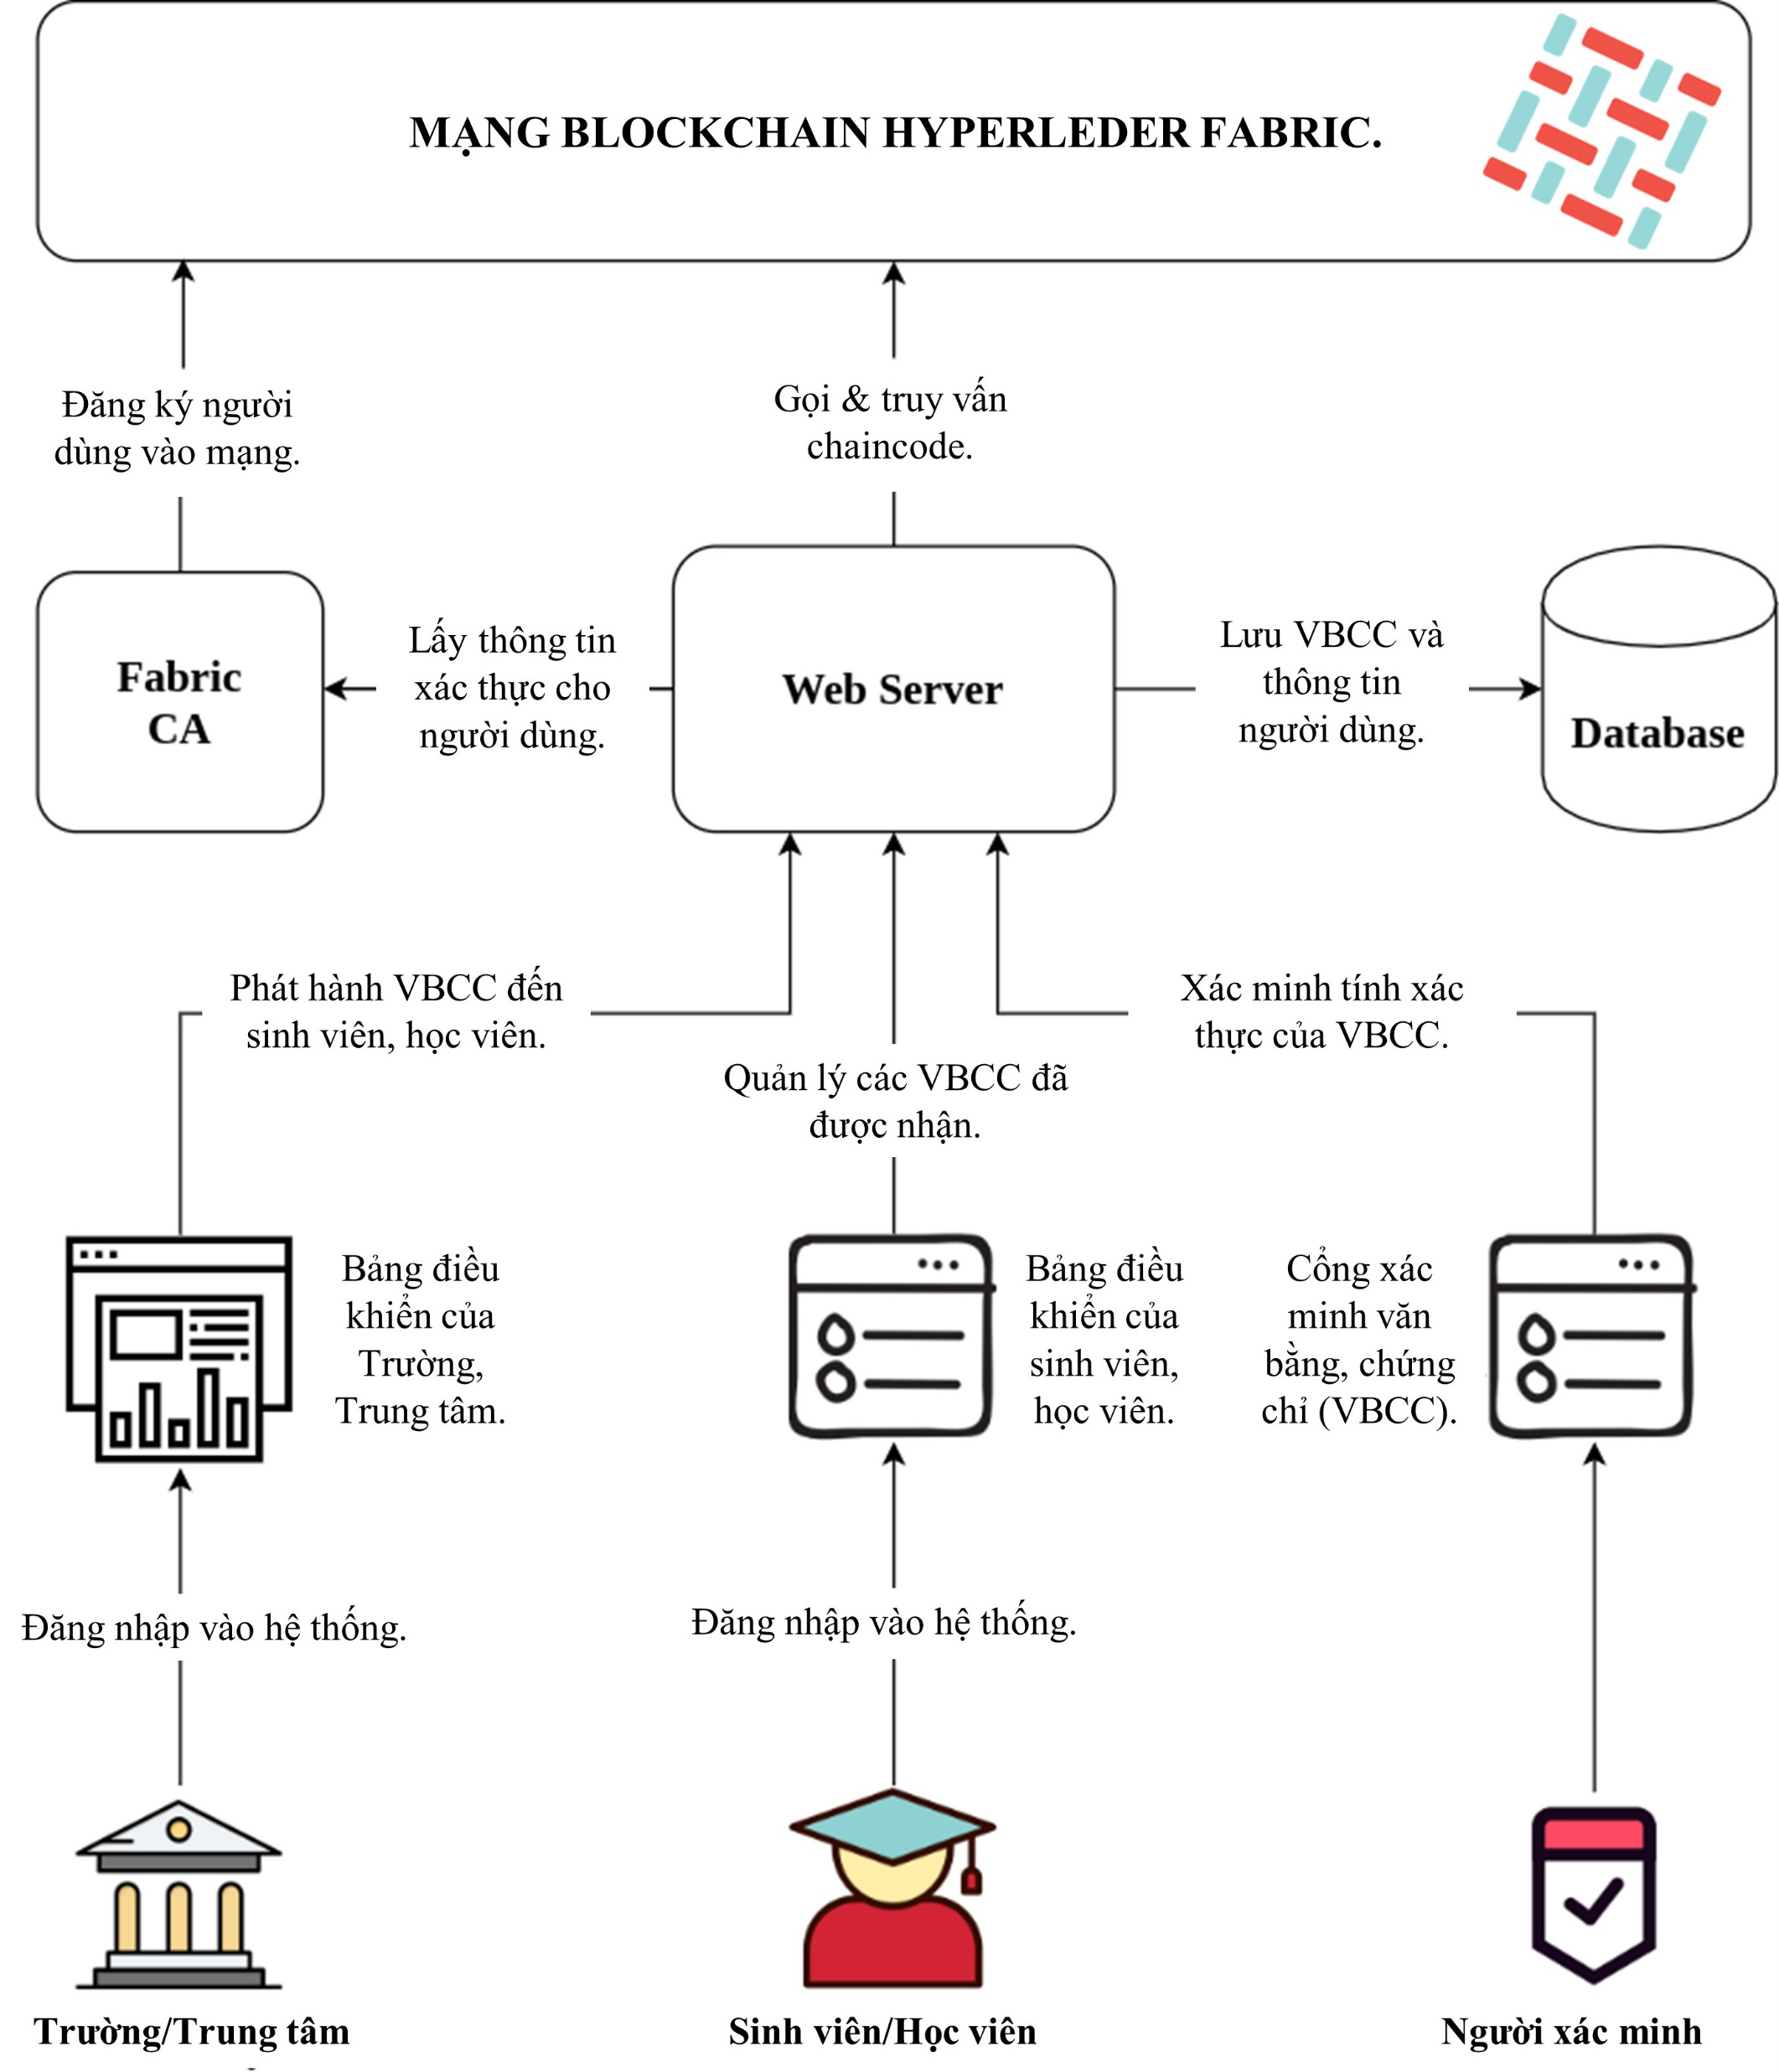 MẠNG BLOCKCHAIN HYPERLEDER FABRIC.
Đăng ký người
dùng vào mạng.
Gọi & truy vấn
chaincode.
Fabric
CA
Lấy thông tin
xác thực cho
người dùng.
Web Server
Lưu VBCC và
thông tin
người dùng.
Database
Phát hành VBCC đến
sinh viên, học viên.
Quản lý các VBCC đã
được nhận.
Xác minh tính xác
thực của VBCC.
Bảng điều
khiển của
Trường,
Trung tâm.
Bảng điều
khiển của
sinh viên,
học viên.
Cổng xác
minh văn
bằng, chứng
chỉ (VBCC).
Đăng nhập vào hệ thống.
Đăng nhập vào hệ thống.
Trường/Trung tâm
Sinh viên/Học viên
Người xác minh